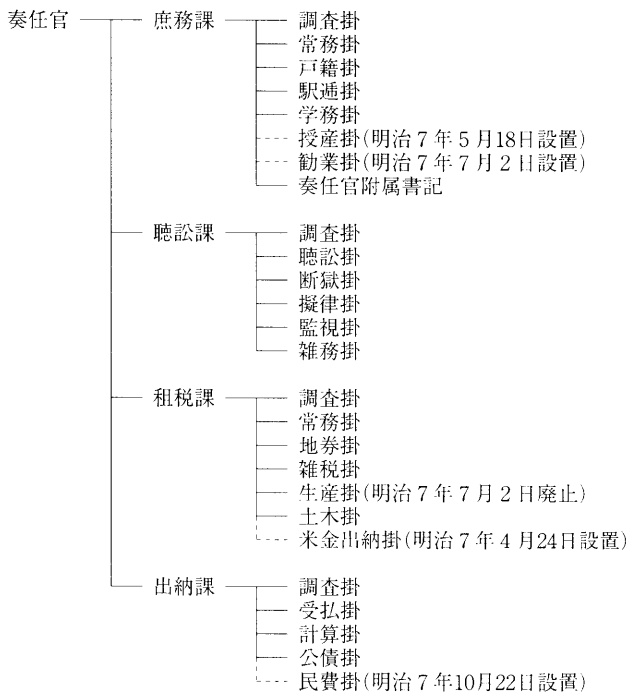 奏任官 庶務課 調査掛
常務掛
戸籍掛
駅逓掛
学務掛
授産掛(明治7年5月18日設置)
勧業掛(明治7年7月2日設置)
奏任官附属書記
聴訟課 調査掛
聴訟掛
断獄掛
擬律掛
監視掛
雑務掛
租税課 調査掛
常務掛
地券掛
雑税掛
生産掛(明治7年7月2日廃止)
土木掛
米金出納掛(明治7年4月24日設置)
出納課 調査掛
受払掛
計算掛
公債掛
民費掛(明治7年10月22日設置)